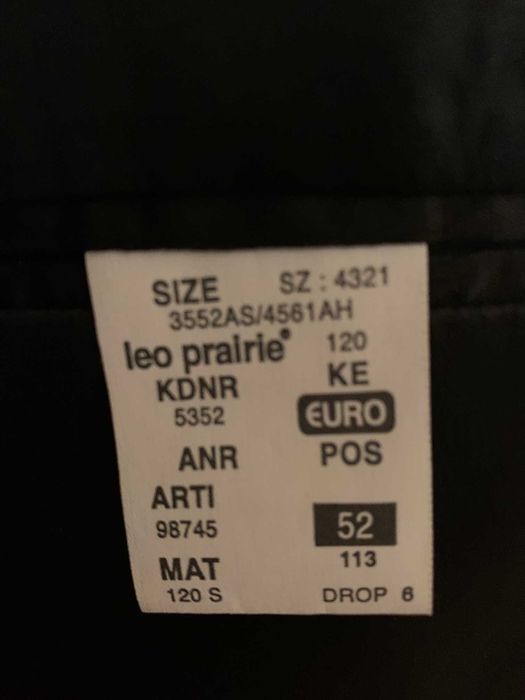 SIZE SZ : 4321
3552AS/4561AH
leo prairie® 120
KDNR KE
5352 EURO
ANR POS
ARTI
98745 52
MAT 113
120 S DROP 6